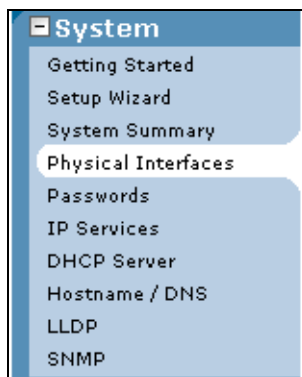 System
Getting Started
Setup Wizard
System Summary
Physical Interfaces
Passwords
IP Services
DHCP Server
Hostname / DNS
LLDP
SNMP